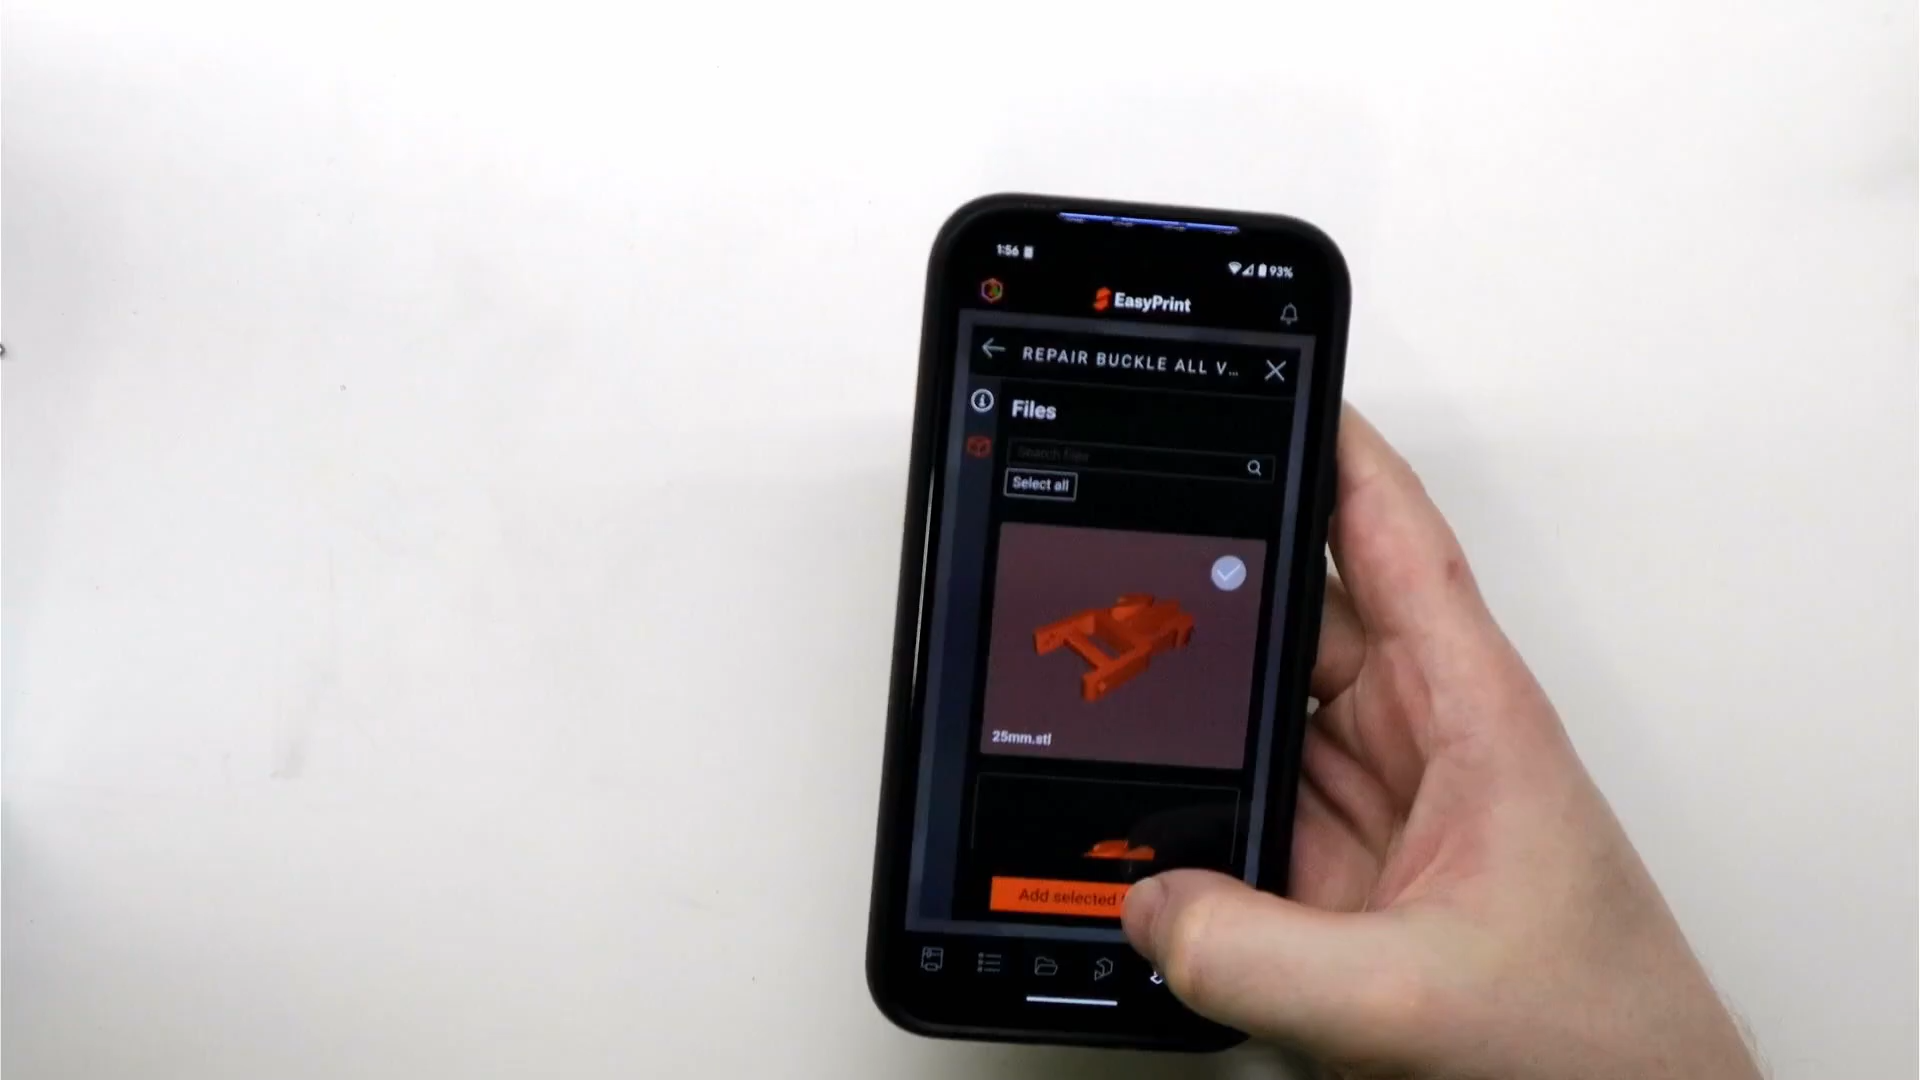 1:56
93%
EasyPrint
REPAIR BUCKLE ALL V...
Files
Search files
Select all
25mm.stl
Add selected